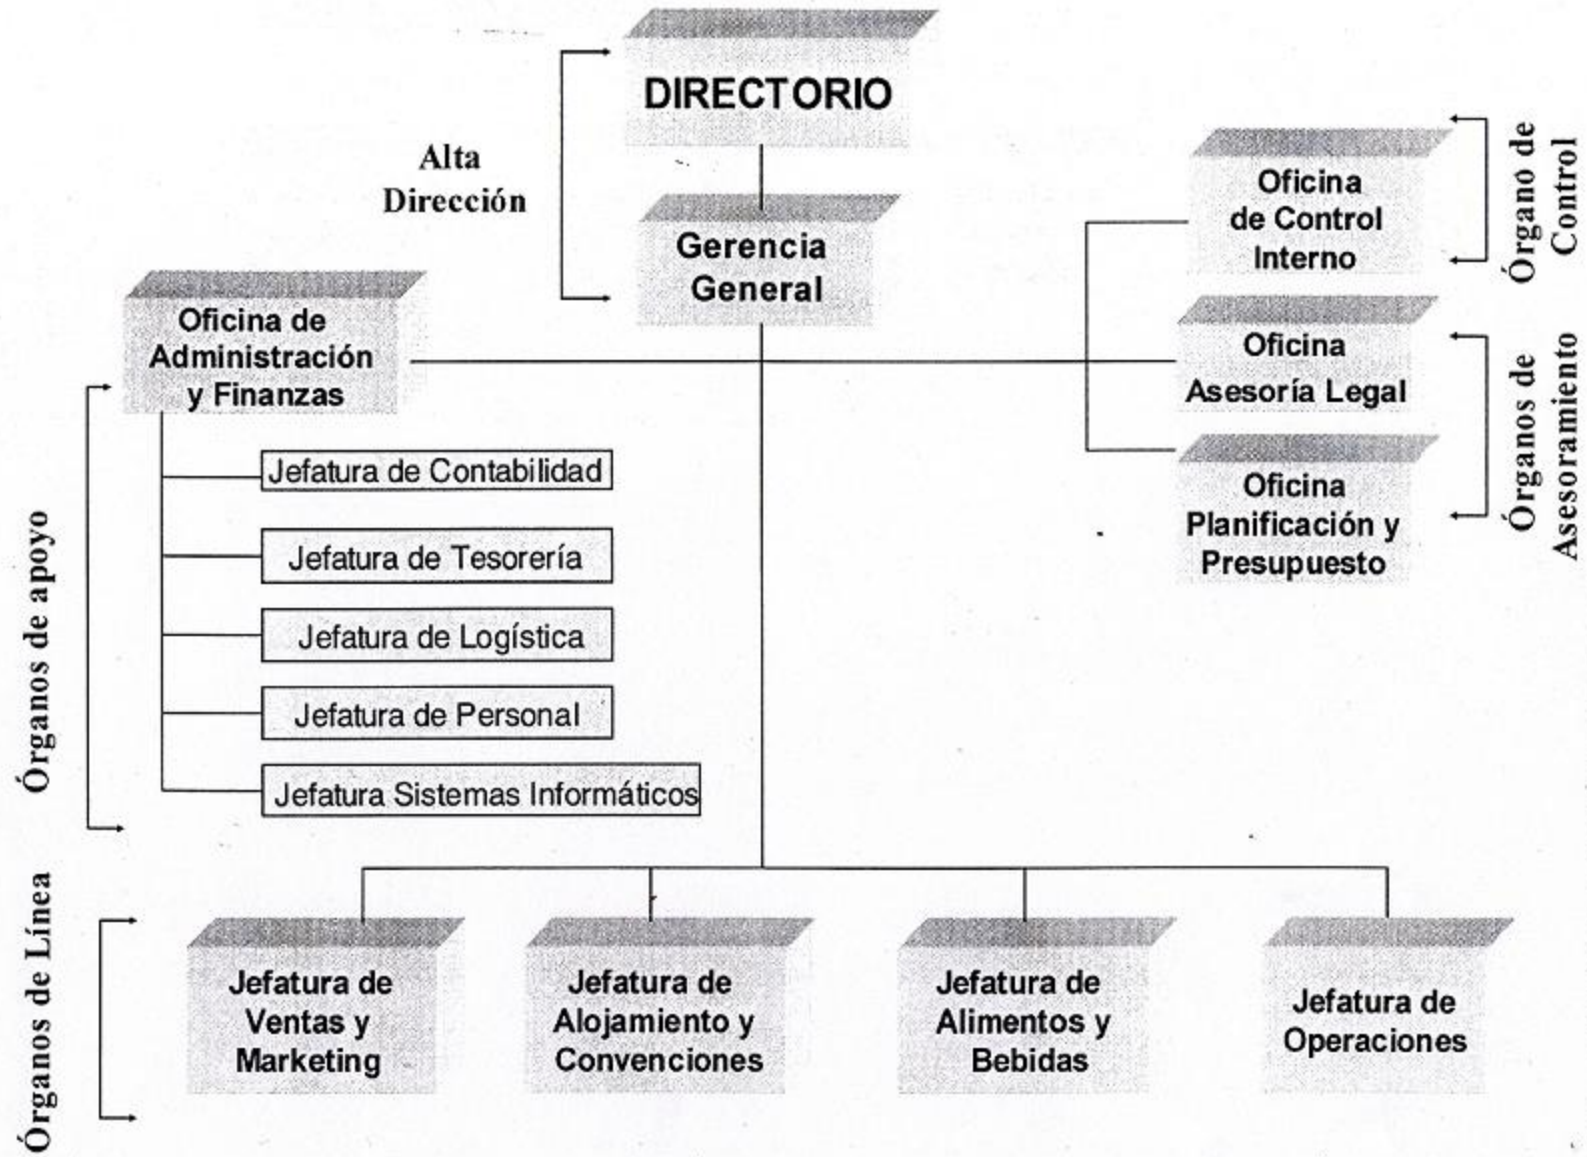 DIRECTORIO
Alta
Dirección
Gerencia
General
Oficina
de Control
Interno
Órgano de
Control
Oficina de
Administración
y Finanzas
Oficina
Asesoría Legal
Oficina
Planificación y
Presupuesto
Órganos de
Asesoramiento
Órganos de apoyo
Jefatura de Contabilidad
Jefatura de Tesorería
Jefatura de Logística
Jefatura de Personal
Jefatura Sistemas Informáticos
Órganos de Línea
Jefatura de
Ventas y
Marketing
Jefatura de
Alojamiento y
Convenciones
Jefatura de
Alimentos y
Bebidas
Jefatura de
Operaciones